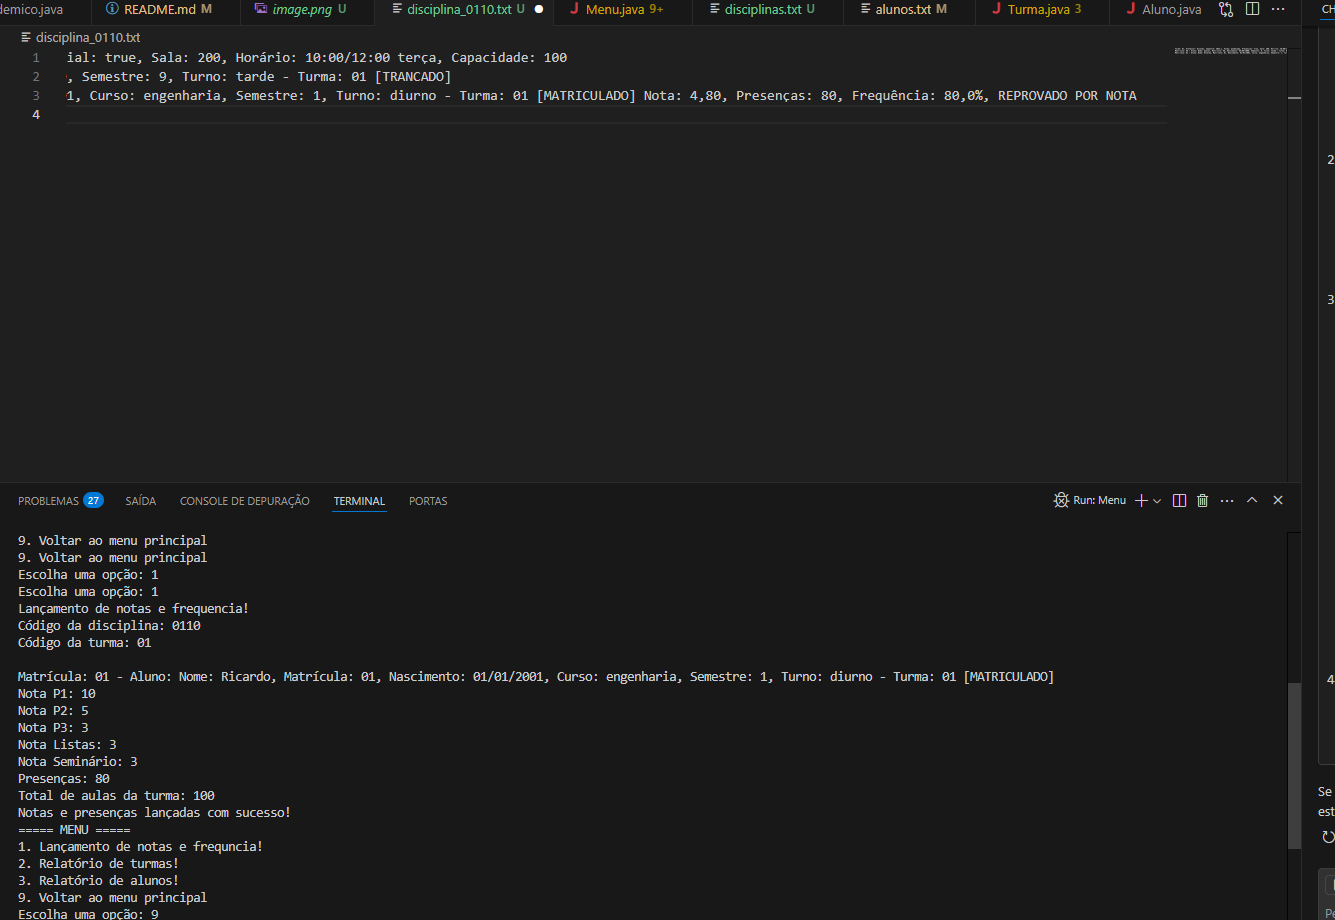 demico.java README.md M image.png U disciplina_0110.txt U Menu.java 9+ disciplinas.txt U alunos.txt M Turma.java 3 Aluno.java CH
disciplina_0110.txt
1 ial: true, Sala: 200, Horário: 10:00/12:00 terça, Capacidade: 100
2 , Semestre: 9, Turno: tarde - Turma: 01 [TRANCADO]
3 1, Curso: engenharia, Semestre: 1, Turno: diurno - Turma: 01 [MATRICULADO] Nota: 4,80, Presenças: 80, Frequência: 80,0%, REPROVADO POR NOTA
4
2
3
4
PROBLEMAS 27 SAÍDA CONSOLE DE DEPURAÇÃO TERMINAL PORTAS Run: Menu
9. Voltar ao menu principal
9. Voltar ao menu principal
Escolha uma opção: 1
Escolha uma opção: 1
Lançamento de notas e frequencia!
Código da disciplina: 0110
Código da turma: 01
Matrícula: 01 - Aluno: Nome: Ricardo, Matrícula: 01, Nascimento: 01/01/2001, Curso: engenharia, Semestre: 1, Turno: diurno - Turma: 01 [MATRICULADO]
Nota P1: 10
Nota P2: 5
Nota P3: 3
Nota Listas: 3
Nota Seminário: 3
Presenças: 80
Total de aulas da turma: 100
Notas e presenças lançadas com sucesso!
===== MENU =====
1. Lançamento de notas e frequncia!
2. Relatório de turmas!
3. Relatório de alunos!
9. Voltar ao menu principal
Escolha uma opção: 9
Se
est
Pe